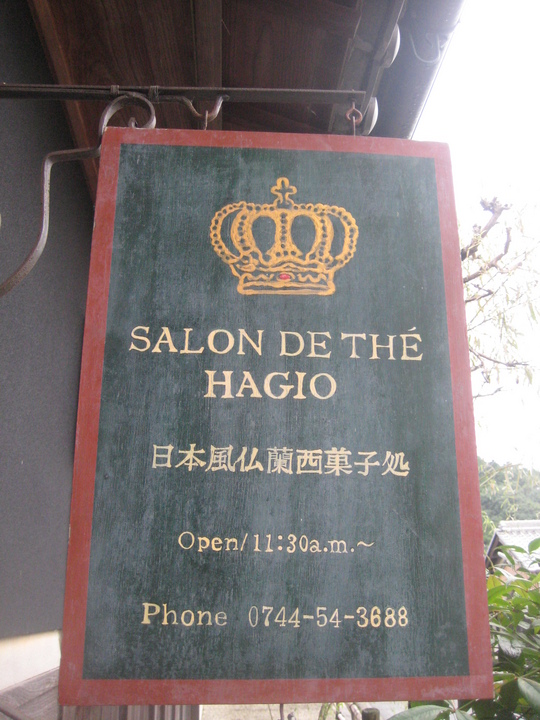 SALON DE THÉ
HAGIO
日本風仏蘭西菓子処
Open/11:30a.m.~
Phone 0744-54-3688